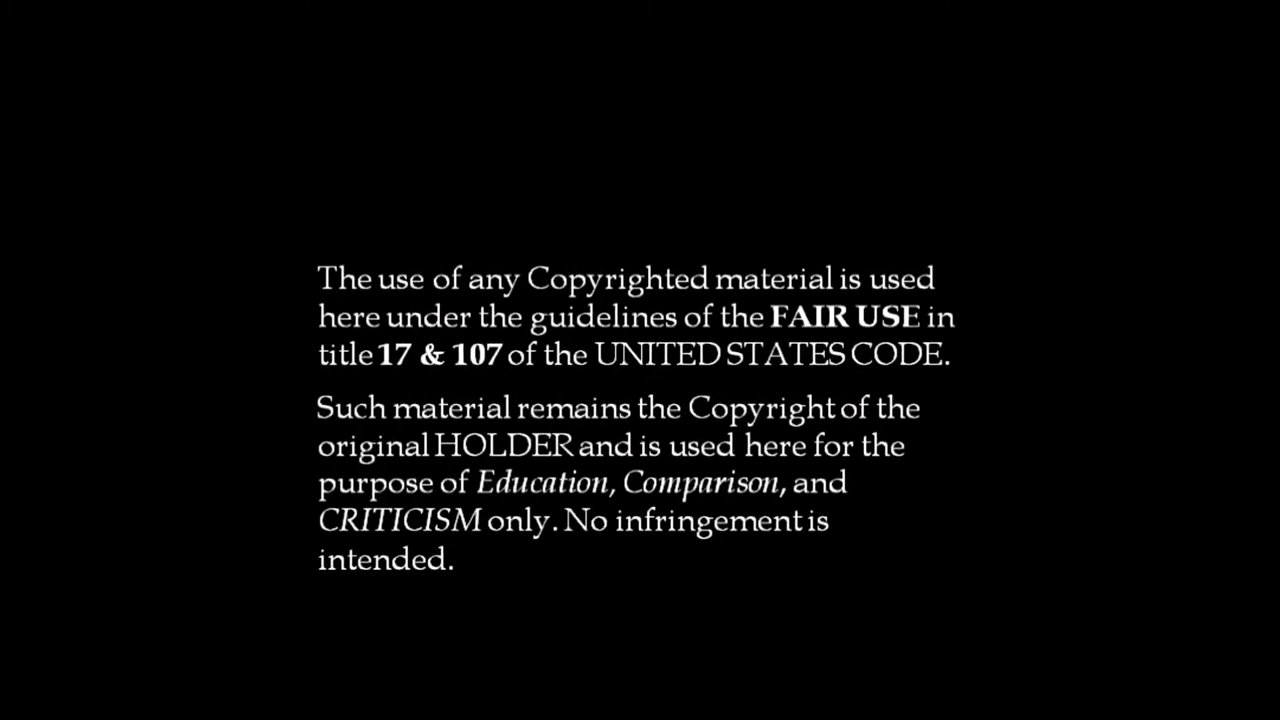 The use of any Copyrighted material is used
here under the guidelines of the FAIR USE in
title 17 & 107 of the UNITED STATES CODE.
Such material remains the Copyright of the
original HOLDER and is used here for the
purpose of Education, Comparison, and
CRITICISM only. No infringement is
intended.